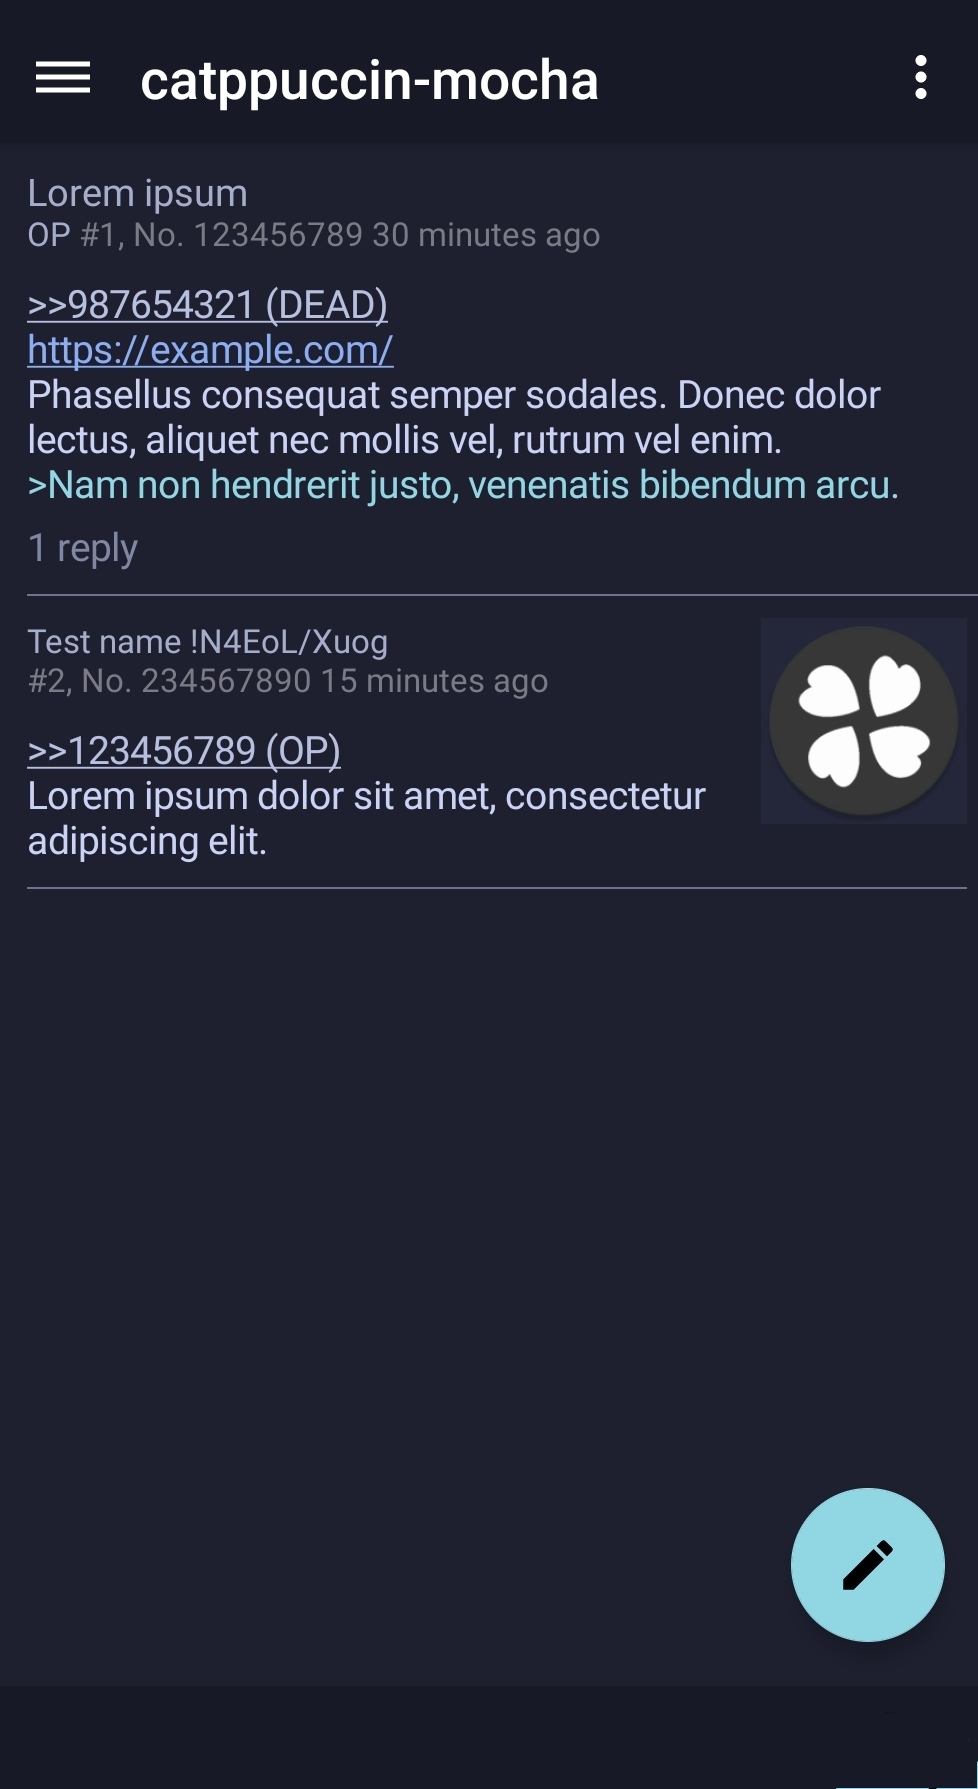 catppuccin-mocha
Lorem ipsum
OP #1, No. 123456789 30 minutes ago
>>987654321 (DEAD)
https://example.com/
Phasellus consequat semper sodales. Donec dolor
lectus, aliquet nec mollis vel, rutrum vel enim.
>Nam non hendrerit justo, venenatis bibendum arcu.
1 reply
Test name !N4EoL/Xuog
#2, No. 234567890 15 minutes ago
>>123456789 (OP)
Lorem ipsum dolor sit amet, consectetur
adipiscing elit.